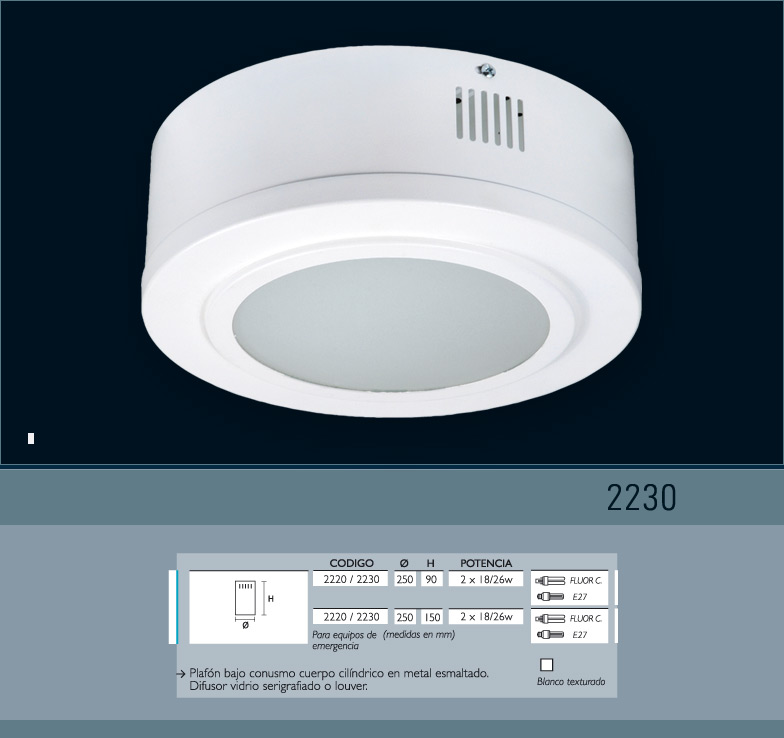 2230
CODIGO Ø H POTENCIA
2220 / 2230 250 90 2 x 18/26w FLUOR C.
E27
H
Ø
2220 / 2230 250 150 2 x 18/26w FLUOR C.
E27
Para equipos de (medidas en mm)
emergencia
→ Plafón bajo conusmo cuerpo cilíndrico en metal esmaltado.
Difusor vidrio serigrafiado o louver.
Blanco texturado